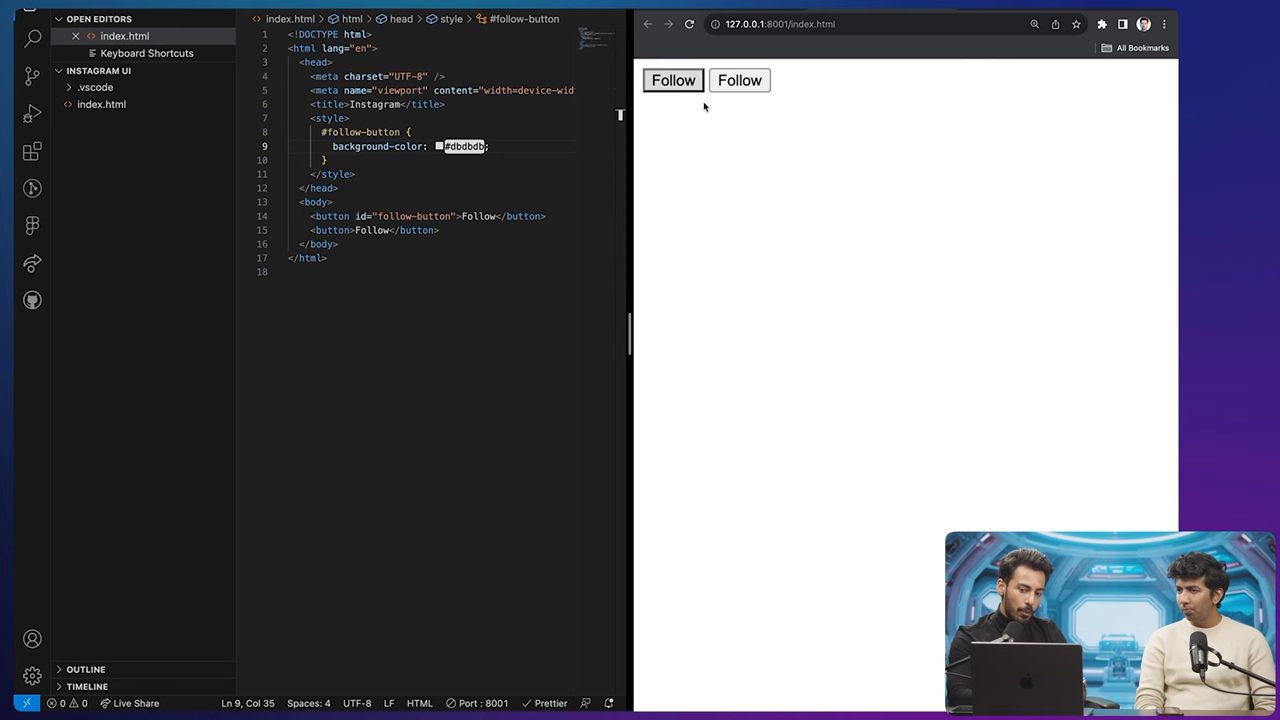 OPEN EDITORS
index.html
Keyboard Shortcuts
INSTAGRAM UI
.vscode
index.html
OUTLINE
TIMELINE
index.html > html > head > style > #follow-button
1 <!DOCTYPE html>
2 <html lang="en">
3 <head>
4 <meta charset="UTF-8" />
5 <meta name="viewport" content="width=device-wid
6 <title>Instagram</title>
7 <style>
8 #follow-button {
9 background-color: #dbdbdb;
10 }
11 </style>
12 </head>
13 <body>
14 <button id="follow-button">Follow</button>
15 <button>Follow</button>
16 </body>
17 </html>
18
127.0.0.1:8001/index.html
All Bookmarks
Follow Follow
0 0 Live Share Ln 9, Col 35 Spaces: 4 UTF-8 LF HTML Port : 8001 Prettier